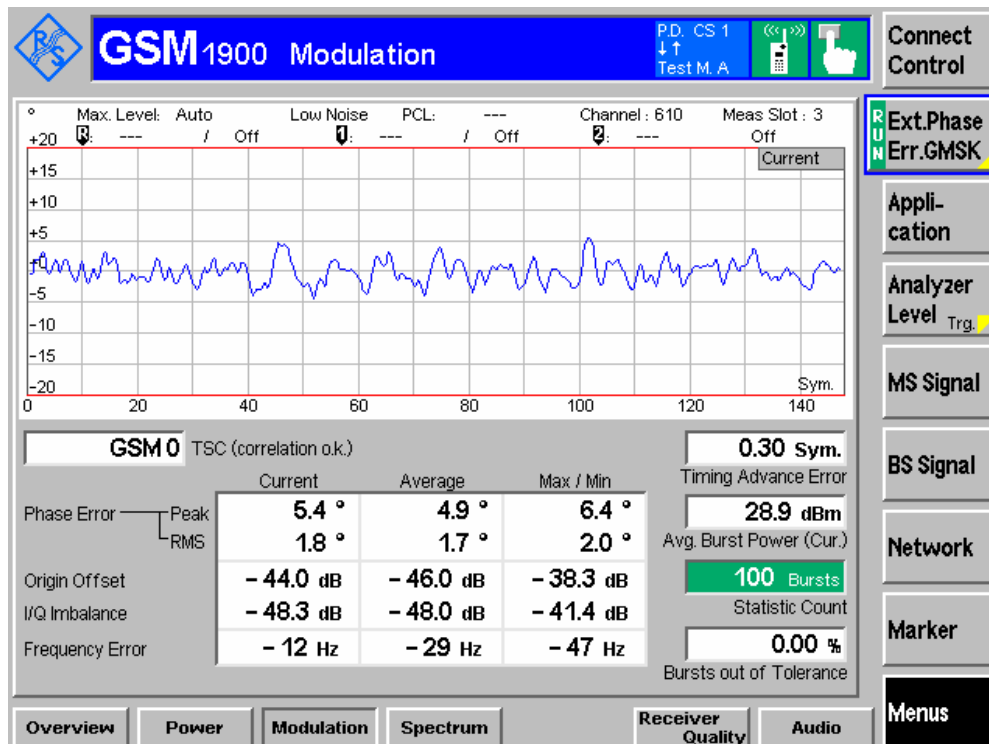 R&S
GSM1900 Modulation
P.D. CS 1
Test M. A
Connect Control
° Max. Level: Auto Low Noise PCL: --- Channel : 610 Meas Slot : 3
R: --- / Off 1: --- / Off 2: --- Off
Current
+20
+15
+10
+5
+0
-5
-10
-15
-20
Sym.
0 20 40 60 80 100 120 140
RUN
Ext.Phase Err.GMSK
Appli-
cation
Analyzer Level Trg.
MS Signal
BS Signal
Network
Marker
Menus
GSM 0 TSC (correlation o.k.)
0.30 Sym.
Timing Advance Error
Current Average Max / Min
Phase Error Peak 5.4 ° 4.9 ° 6.4 °
RMS 1.8 ° 1.7 ° 2.0 °
28.9 dBm
Avg. Burst Power (Cur.)
Origin Offset - 44.0 dB - 46.0 dB - 38.3 dB
100 Bursts
Statistic Count
I/Q Imbalance - 48.3 dB - 48.0 dB - 41.4 dB
Frequency Error - 12 Hz - 29 Hz - 47 Hz
0.00 %
Bursts out of Tolerance
Overview Power Modulation Spectrum Receiver Quality Audio